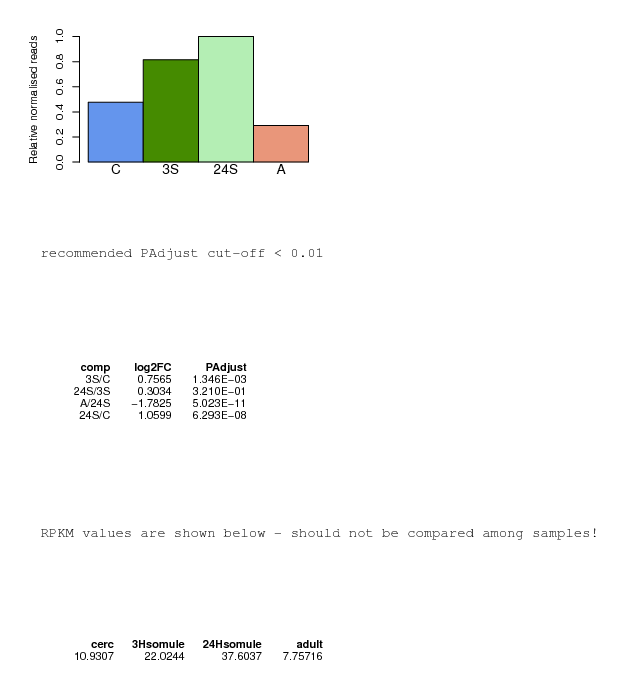 Relative normalised reads
1.0
0.8
0.6
0.4
0.2
0.0
C 3S 24S A
recommended PAdjust cut-off < 0.01
comp log2FC PAdjust
3S/C 0.7565 1.346E−03
24S/3S 0.3034 3.210E−01
A/24S −1.7825 5.023E−11
24S/C 1.0599 6.293E−08
RPKM values are shown below - should not be compared among samples!
cerc 3Hsomule 24Hsomule adult
10.9307 22.0244 37.6037 7.75716